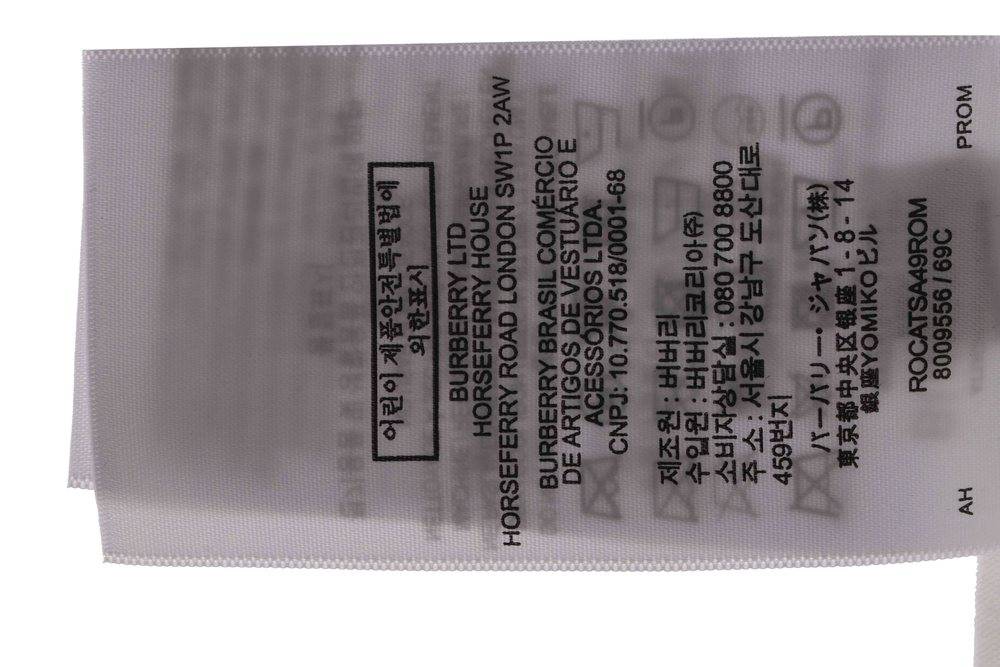 어린이 제품안전특별법에
의한표시
BURBERRY LTD
HORSEFERRY HOUSE
HORSEFERRY ROAD LONDON SW1P 2AW
BURBERRY BRASIL COMÉRCIO
DE ARTIGOS DE VESTUÁRIO E
ACESSÓRIOS LTDA.
CNPJ: 10.770.518/0001-68
제조원 : 버버리
수입원 : 버버리코리아(주)
소비자상담실 : 080 700 8800
주 소 : 서울시 강남구 도산대로
459번지
バーバリー・ジャパン(株)
東京都中央区銀座 1 - 8 - 14
銀座YOMIKOビル
ROCATSA49ROM
8009556 / 69C
AH PROM